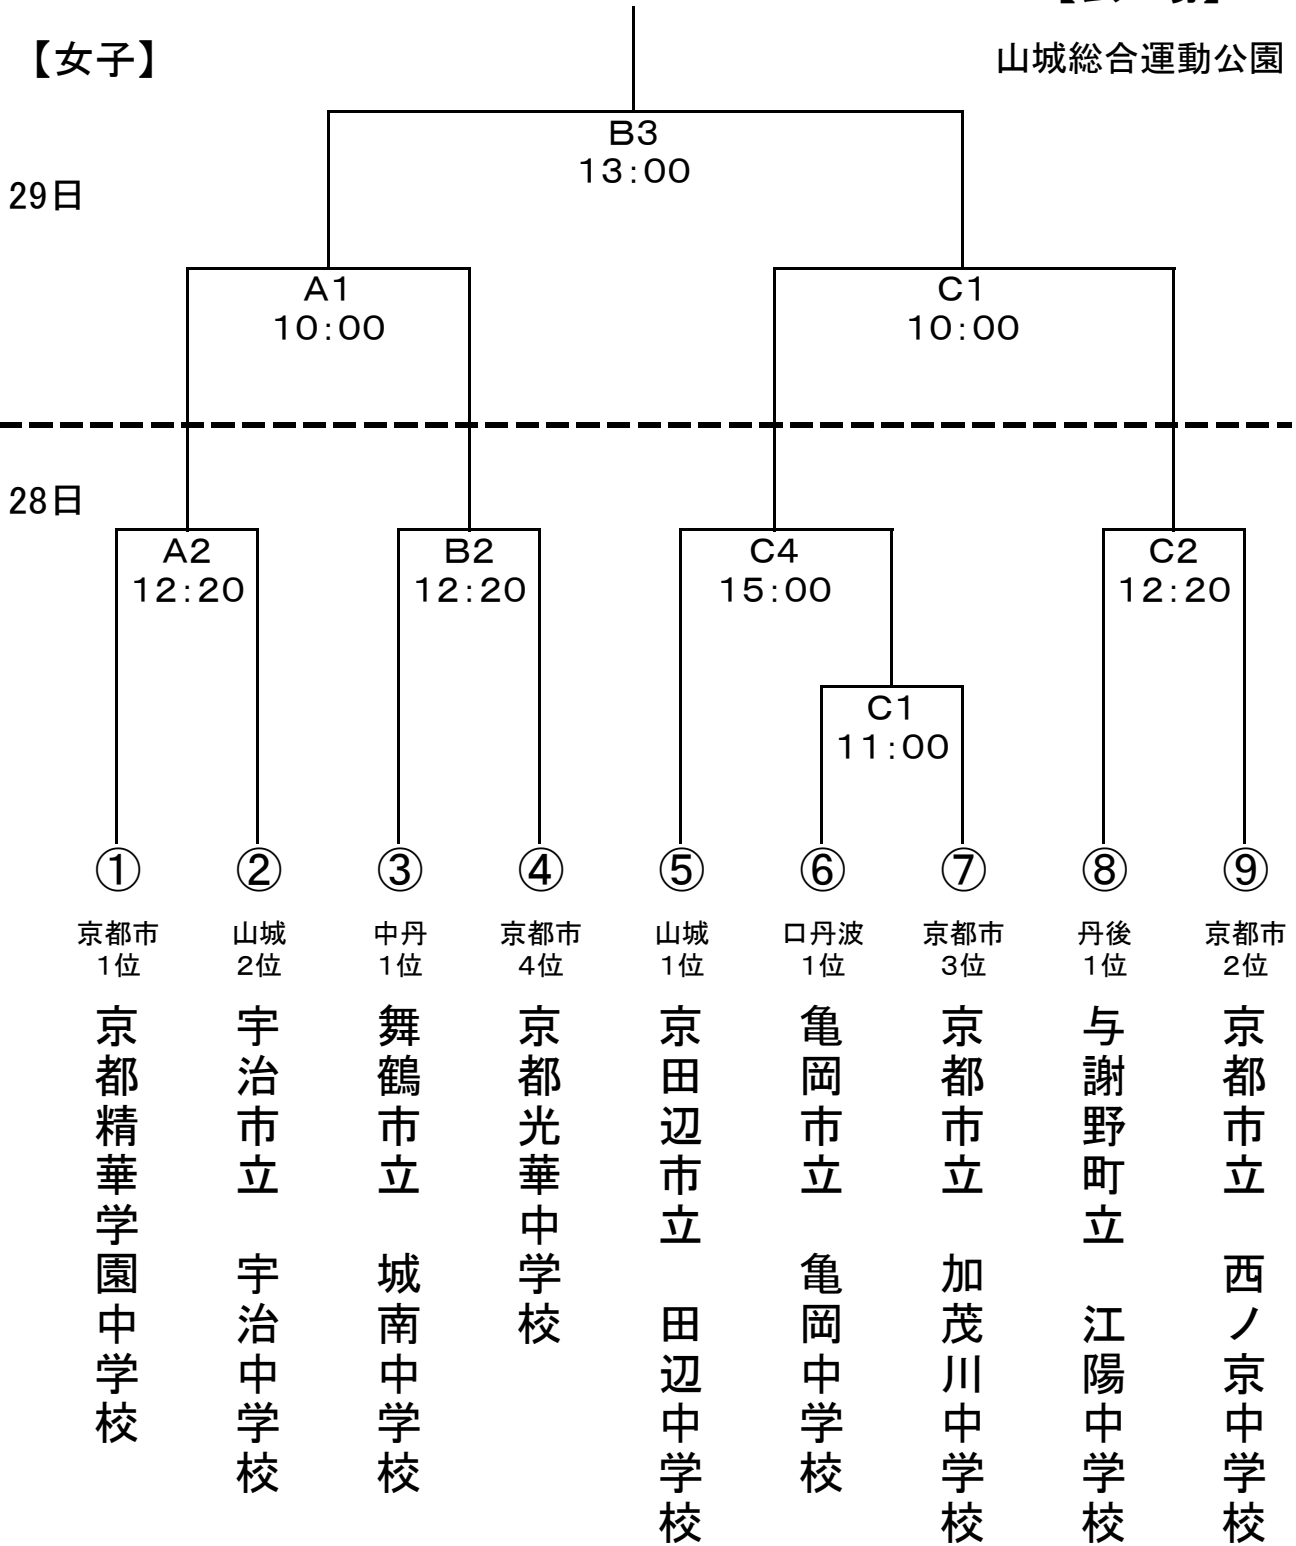 【女子】
山城総合運動公園
B3
13:00
29日
A1
10:00
C1
10:00
28日
A2
12:20
B2
12:20
C4
15:00
C2
12:20
C1
11:00
①
②
③
④
⑤
⑥
⑦
⑧
⑨
京都市
1位
山城
2位
中丹
1位
京都市
4位
山城
1位
口丹波
1位
京都市
3位
丹後
1位
京都市
2位
京都精華学園中学校
宇治市立　宇治中学校
舞鶴市立　城南中学校
京都光華中学校
京田辺市立　田辺中学校
亀岡市立　亀岡中学校
京都市立　加茂川中学校
与謝野町立　江陽中学校
京都市立　西ノ京中学校